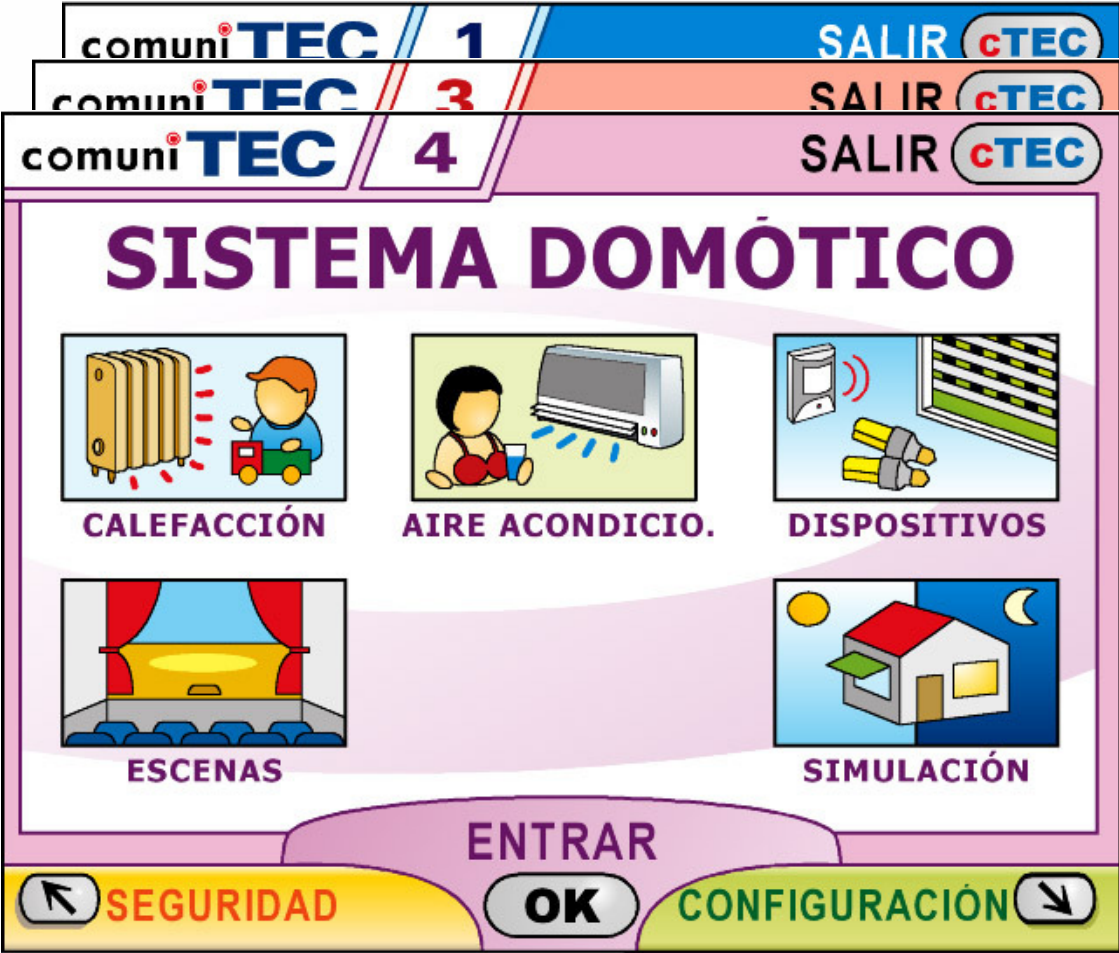 comuniTEC 1 SALIR cTEC
comuniTEC 3 SALIR cTEC
comuniTEC 4 SALIR cTEC
SISTEMA DOMÓTICO
CALEFACCIÓN AIRE ACONDICIO. DISPOSITIVOS
ESCENAS SIMULACIÓN
ENTRAR
SEGURIDAD OK CONFIGURACIÓN